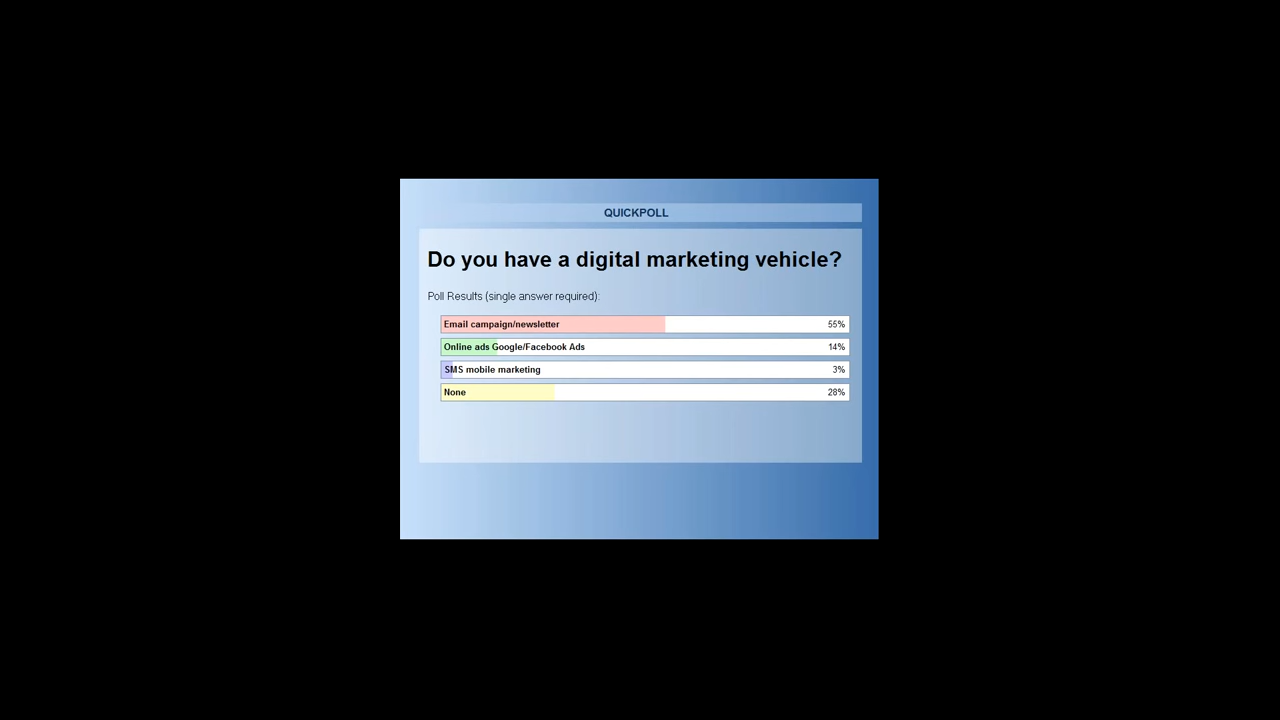 QUICKPOLL
Do you have a digital marketing vehicle?
Poll Results (single answer required):
Email campaign/newsletter 55%
Online ads Google/Facebook Ads 14%
SMS mobile marketing 3%
None 28%